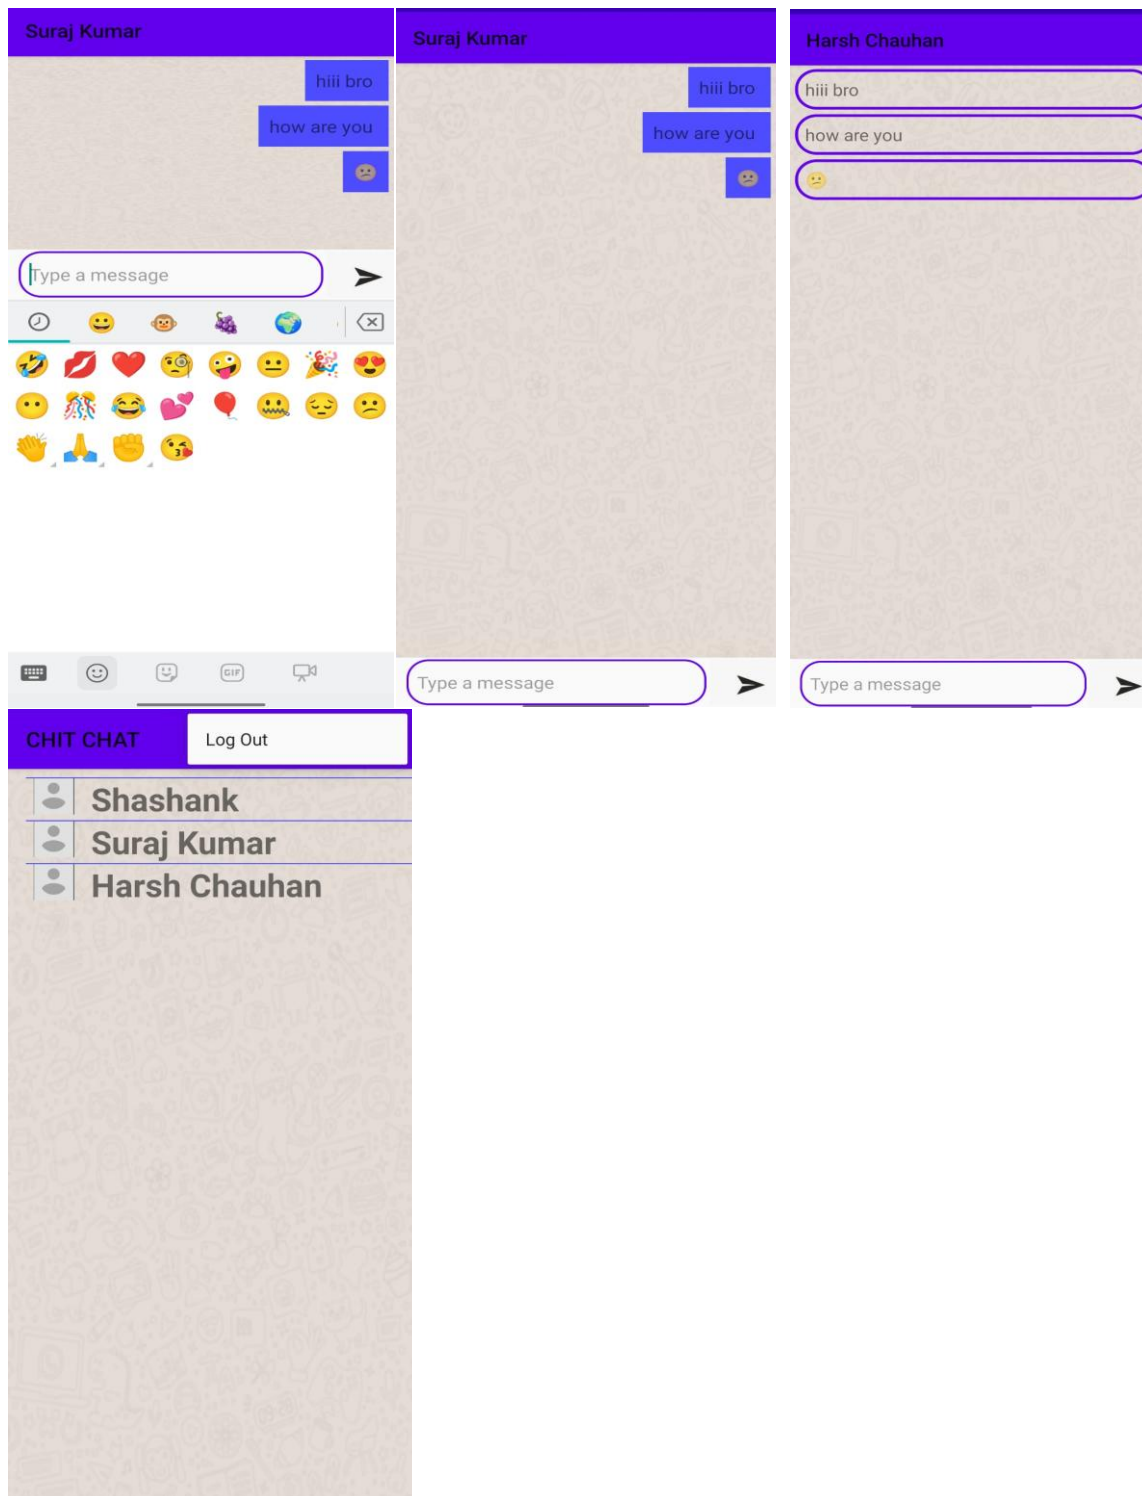 Suraj Kumar
hiii bro
how are you
😕
Type a message
GIF
Suraj Kumar
hiii bro
how are you
😕
Type a message
Harsh Chauhan
hiii bro
how are you
😕
Type a message
CHIT CHAT
Log Out
Shashank
Suraj Kumar
Harsh Chauhan